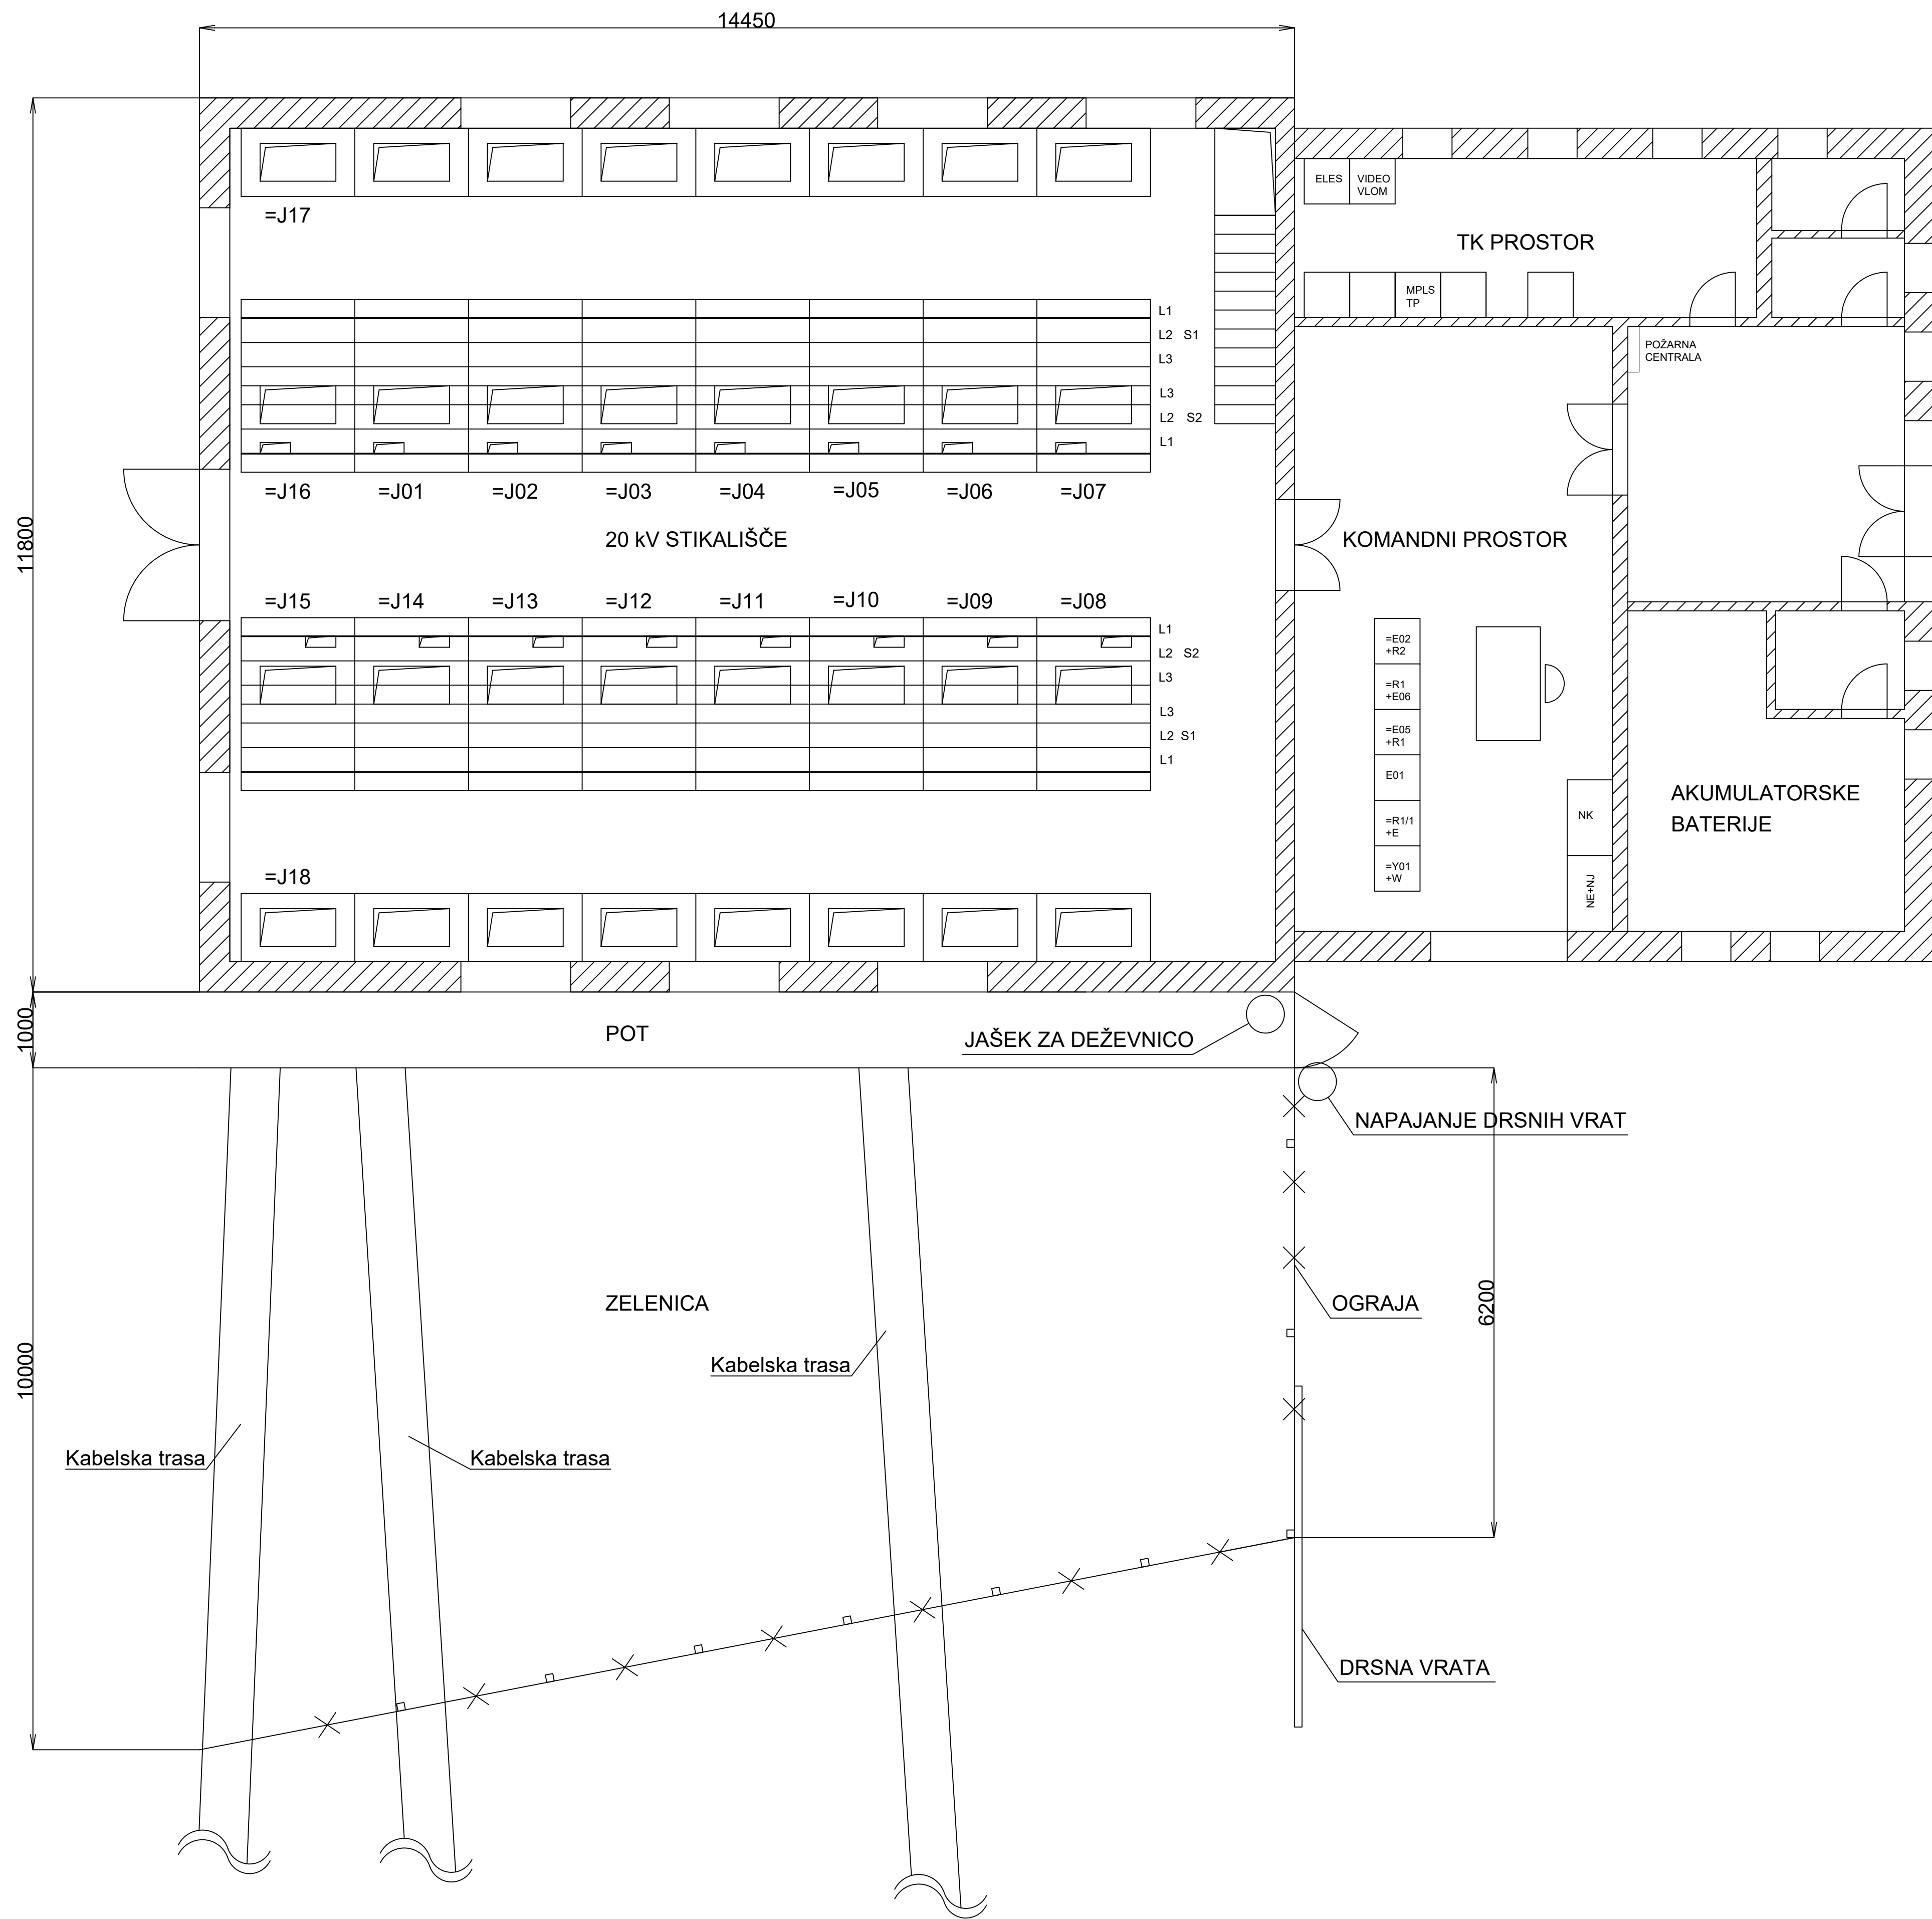 14450
11800
=J17
ELES
VIDEO
VLOM
TK PROSTOR
MPLS
TP
L1
L2 S1
L3
L3
L2 S2
L1
POŽARNA
CENTRALA
=J16 =J01 =J02 =J03 =J04 =J05 =J06 =J07
20 kV STIKALIŠČE
KOMANDNI PROSTOR
=J15 =J14 =J13 =J12 =J11 =J10 =J09 =J08
L1
L2 S2
L3
L3
L2 S1
L1
=E02
+R2
=R1
+E06
=E05
+R1
E01
=R1/1
+E
=Y01
+W
NK
NE+NJ
AKUMULATORSKE
BATERIJE
=J18
1000
POT
JAŠEK ZA DEŽEVNICO
NAPAJANJE DRSNIH VRAT
ZELENICA
OGRAJA
6200
10000
Kabelska trasa
Kabelska trasa
Kabelska trasa
DRSNA VRATA